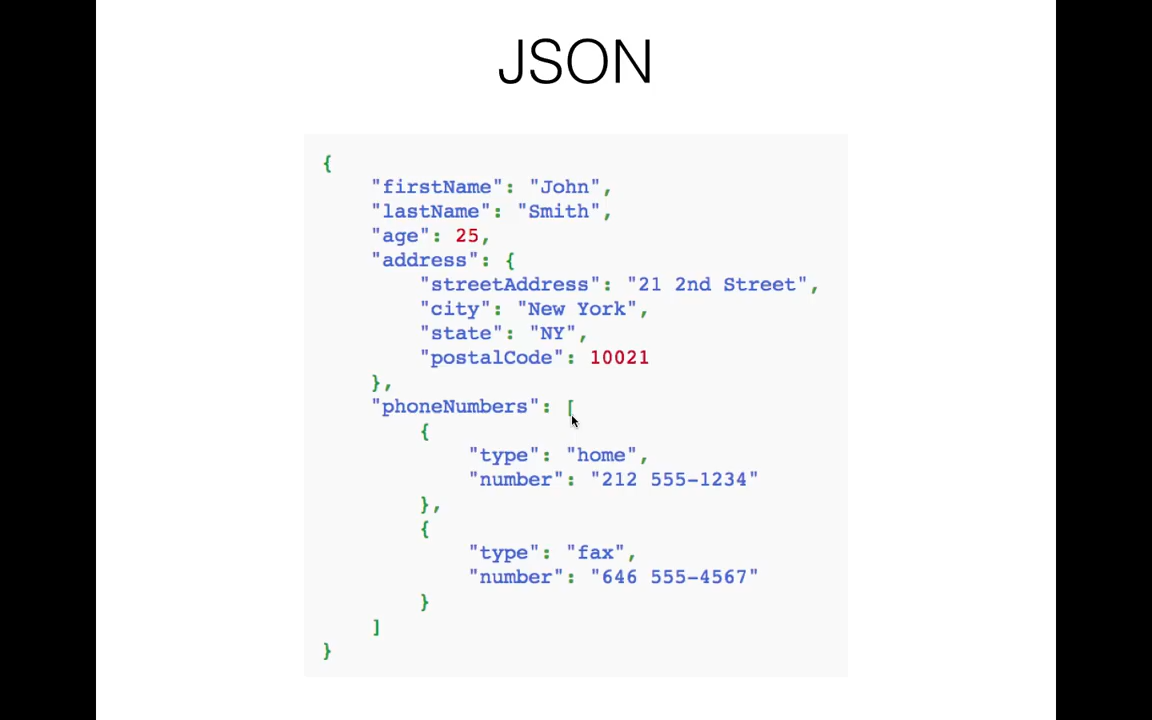 JSON
{
"firstName": "John",
"lastName": "Smith",
"age": 25,
"address": {
"streetAddress": "21 2nd Street",
"city": "New York",
"state": "NY",
"postalCode": 10021
},
"phoneNumbers": [
{
"type": "home",
"number": "212 555-1234"
},
{
"type": "fax",
"number": "646 555-4567"
}
]
}